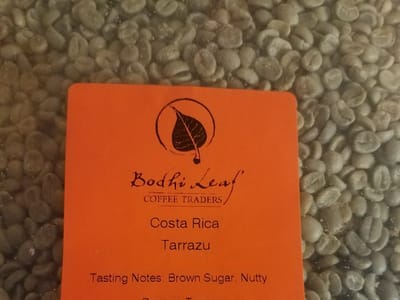 Bodhi Leaf
COFFEE TRADERS
Costa Rica
Tarrazu
Tasting Notes: Brown Sugar, Nutty